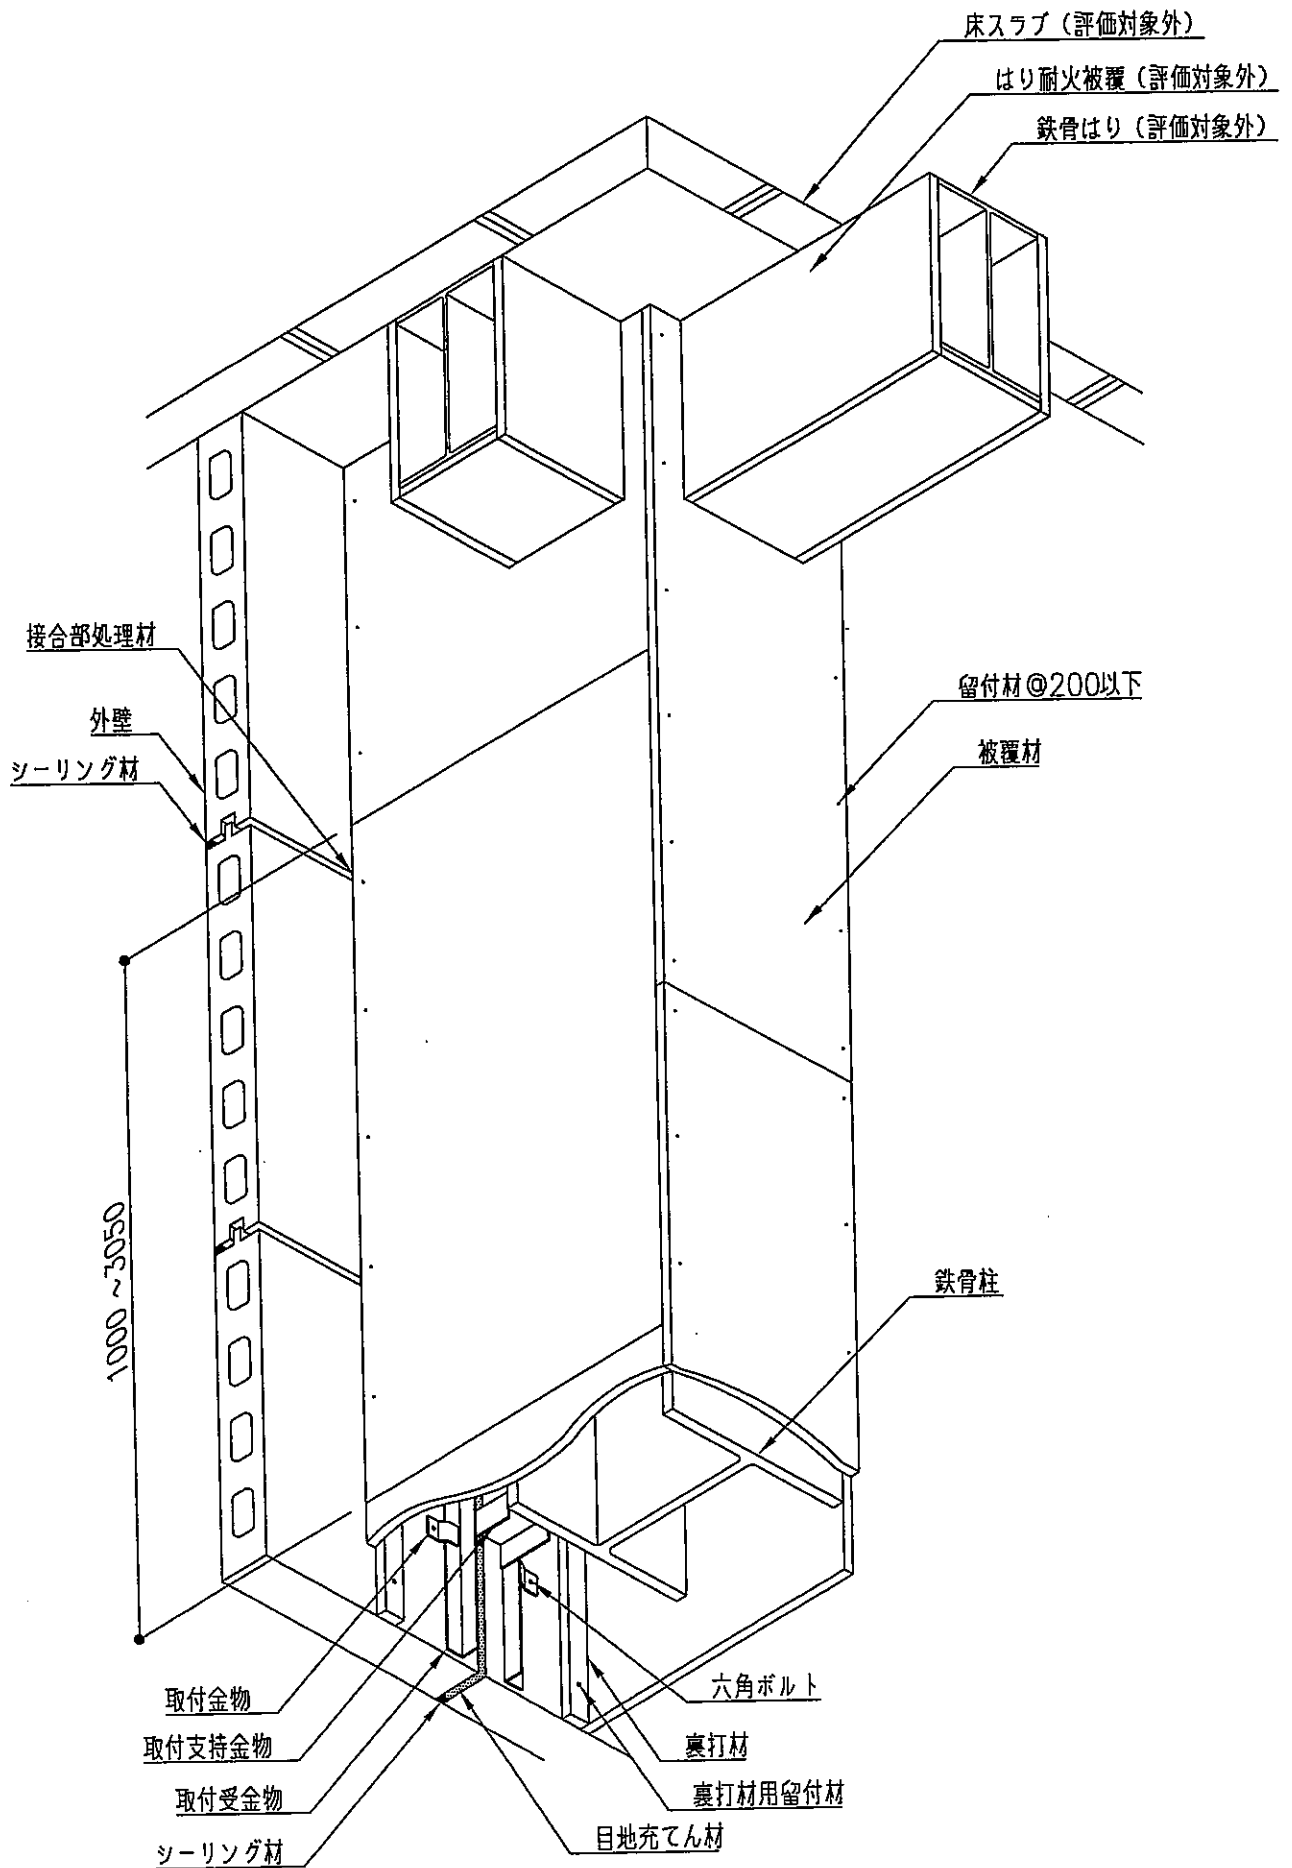 床スラブ（評価対象外）
はり耐火被覆（評価対象外）
鉄骨はり（評価対象外）
接合部処理材
外壁
シーリング材
留付材@200以下
被覆材
1000～3050
鉄骨柱
取付金物
取付支持金物
取付受金物
シーリング材
六角ボルト
裏打材
裏打材用留付材
目地充てん材